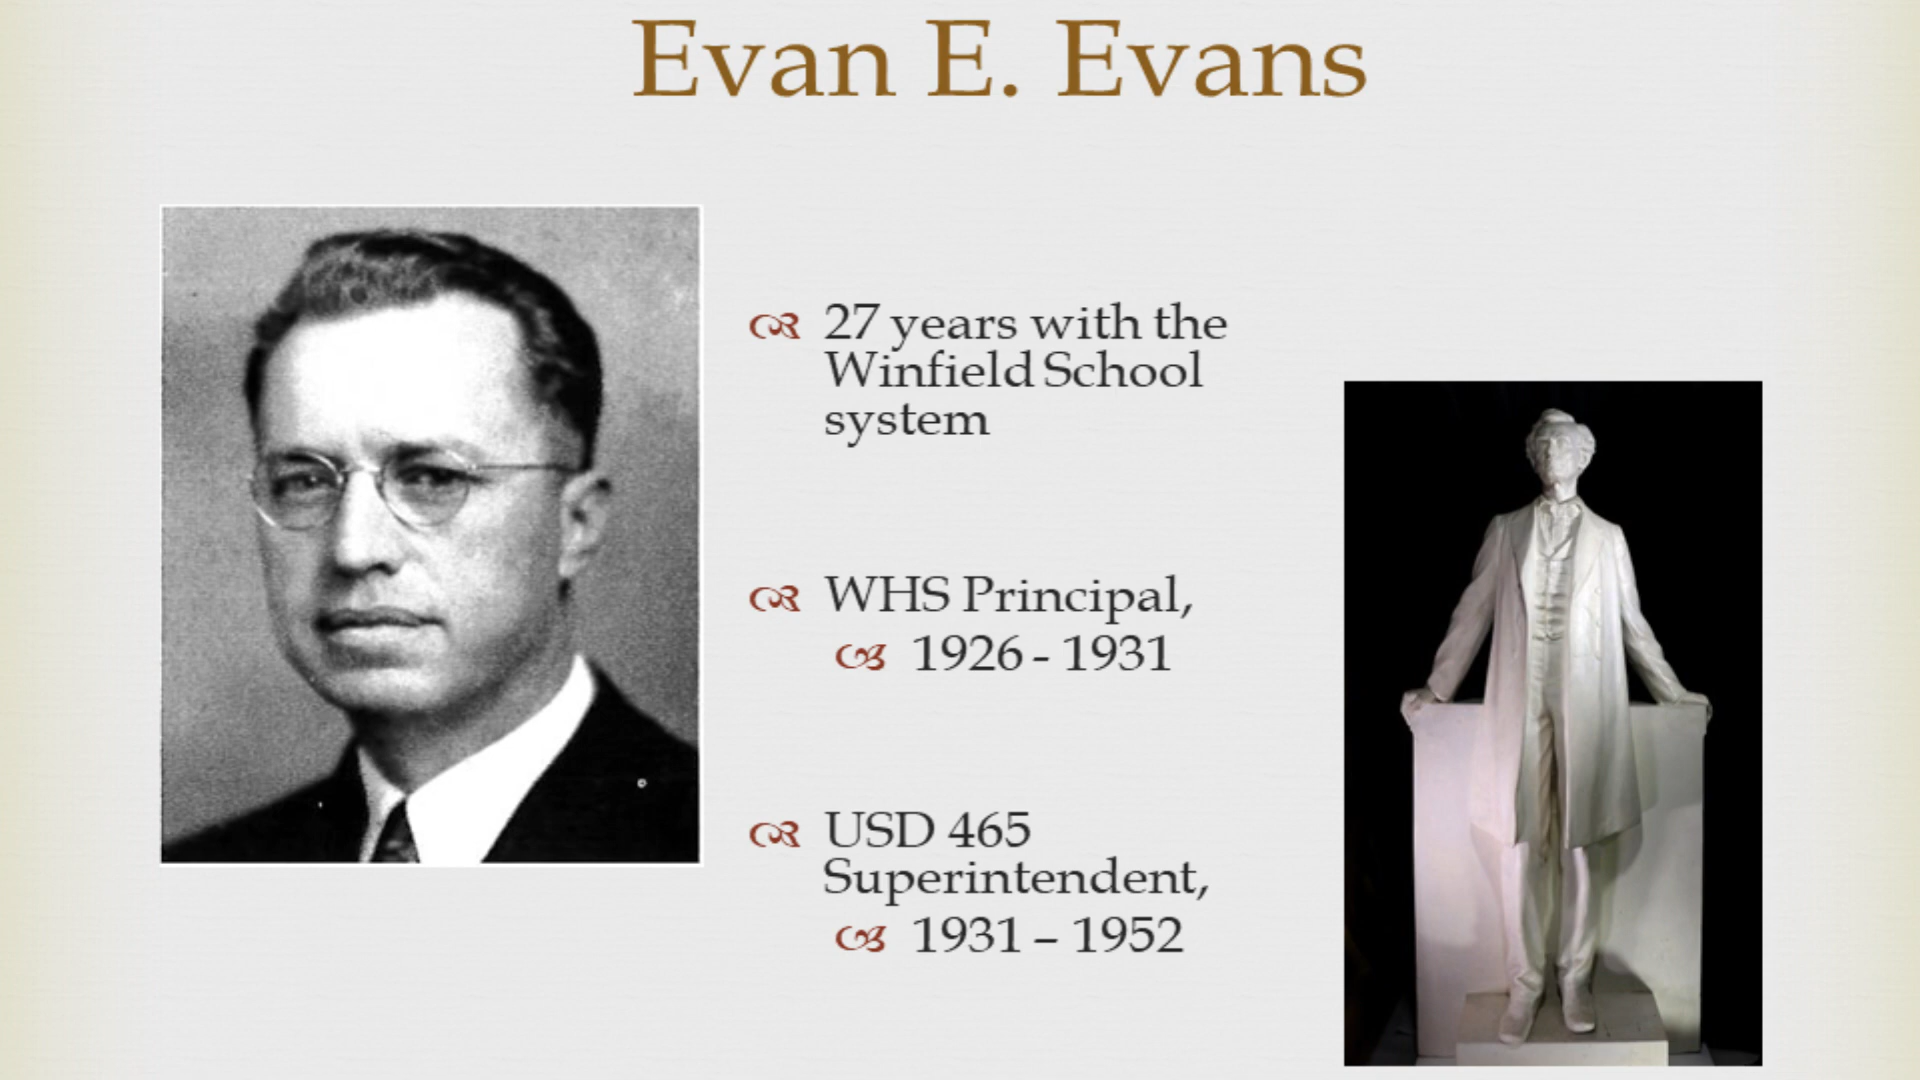 Evan E. Evans
27 years with the
Winfield School
system
WHS Principal,
1926 - 1931
USD 465
Superintendent,
1931 – 1952